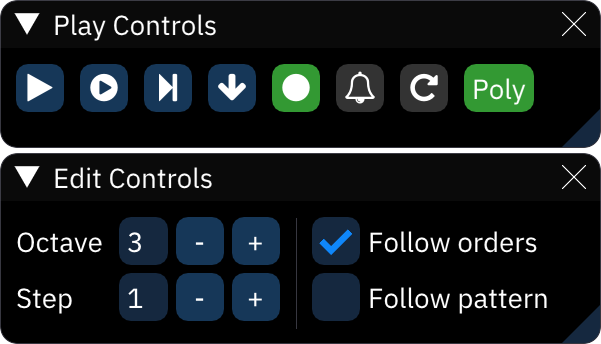 Play Controls
Poly
Edit Controls
Octave 3 - + Follow orders
Step 1 - + Follow pattern